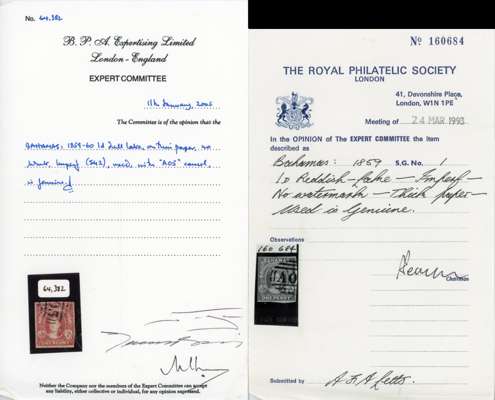 No. 64,382
B. P. A. Expertising Limited
London - England
EXPERT COMMITTEE
11th January, 2005
The Committee is of the opinion that the
Bahamas: 1859-60 1d dull lake, on thin paper, no
wmk. Imperf. (SG2), used, with "A05" cancel,
is genuine
64,382
Neither the Company nor the members of the Expert Committee can accept
any liability, either collective or individual, for any opinion expressed.
Nº 160684
THE ROYAL PHILATELIC SOCIETY
LONDON
41, Devonshire Place,
London, W1N 1PE
Meeting of 24 MAR 1993
In the OPINION of The EXPERT COMMITTEE the item
described as
Bahamas: 1859 S.G. No. 1
1d Reddish-lake - Imperf -
No watermark - Thick paper -
Used is Genuine.
Observations
160 684
BAHAMAS
ONE PENNY
Chairman
Submitted by